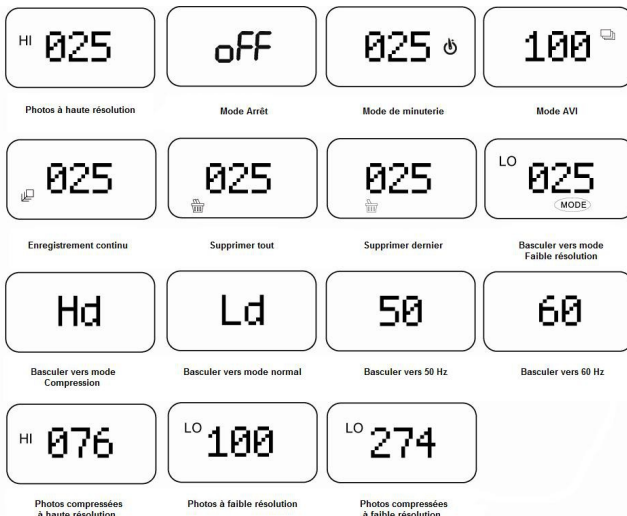 HI 025
oFF
025
100
Photos à haute résolution
Mode Arrêt
Mode de minuterie
Mode AVI
025
025
025
LO 025
MODE
Enregistrement continu
Supprimer tout
Supprimer dernier
Basculer vers mode
Faible résolution
Hd
Ld
50
60
Basculer vers mode
Compression
Basculer vers mode normal
Basculer vers 50 Hz
Basculer vers 60 Hz
HI 076
LO 100
LO 274
Photos compressées
à haute résolution
Photos à faible résolution
Photos compressées
à faible résolution